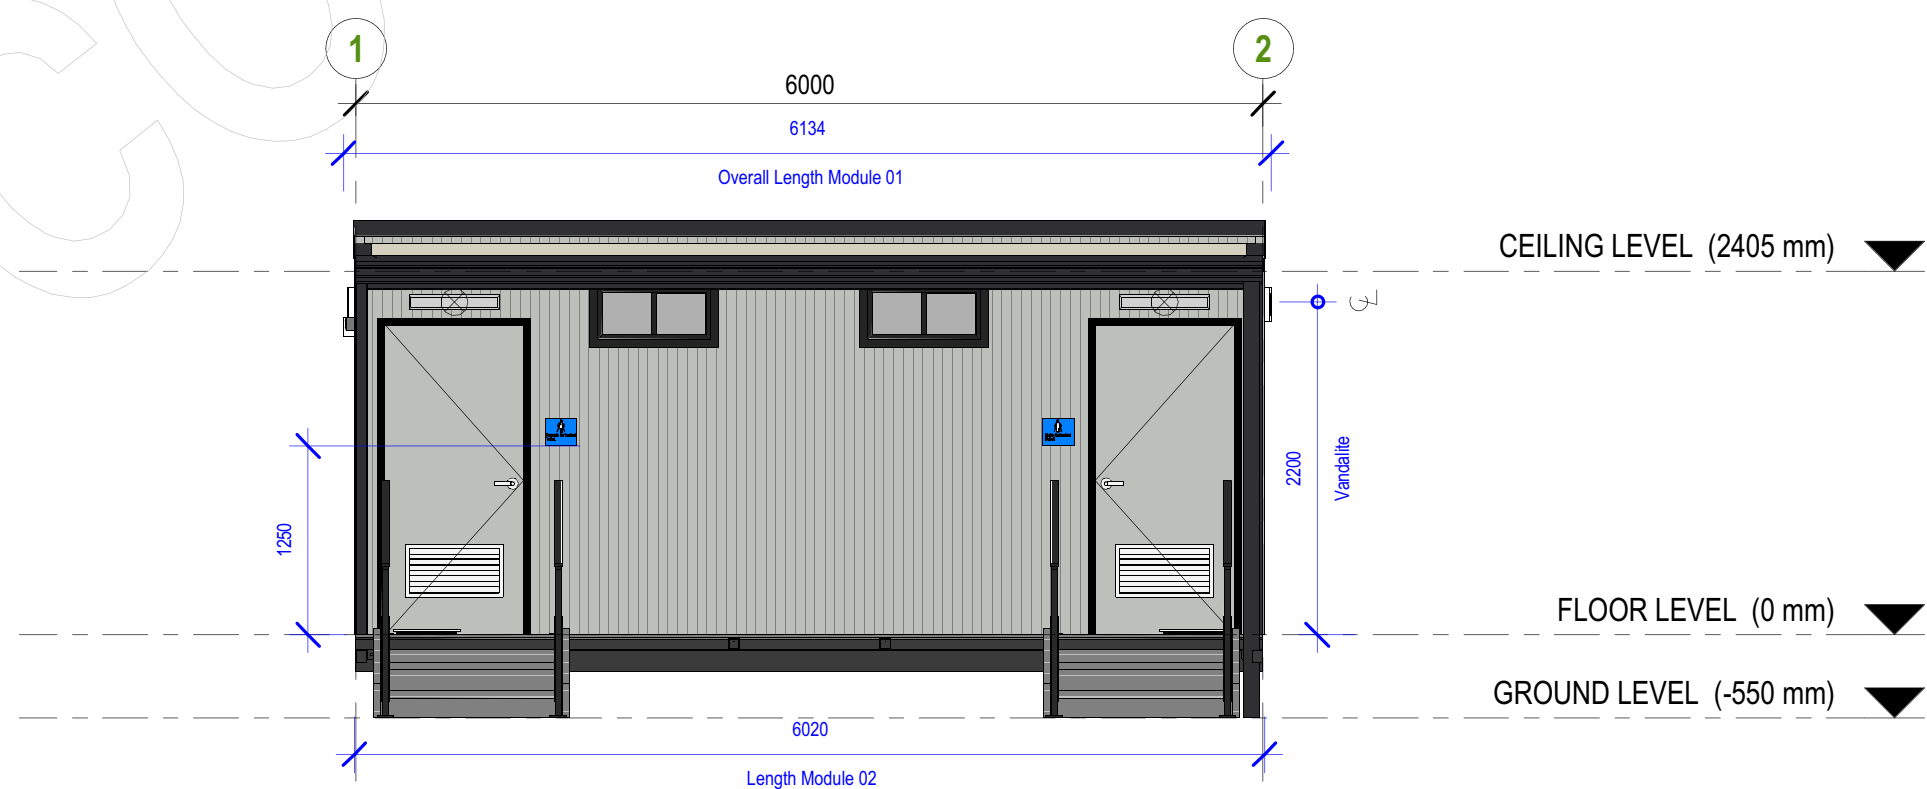 1
2
6000
6134
Overall Length Module 01
CEILING LEVEL (2405 mm)
1250
2200
Vandalite
FLOOR LEVEL (0 mm)
GROUND LEVEL (-550 mm)
6020
Length Module 02